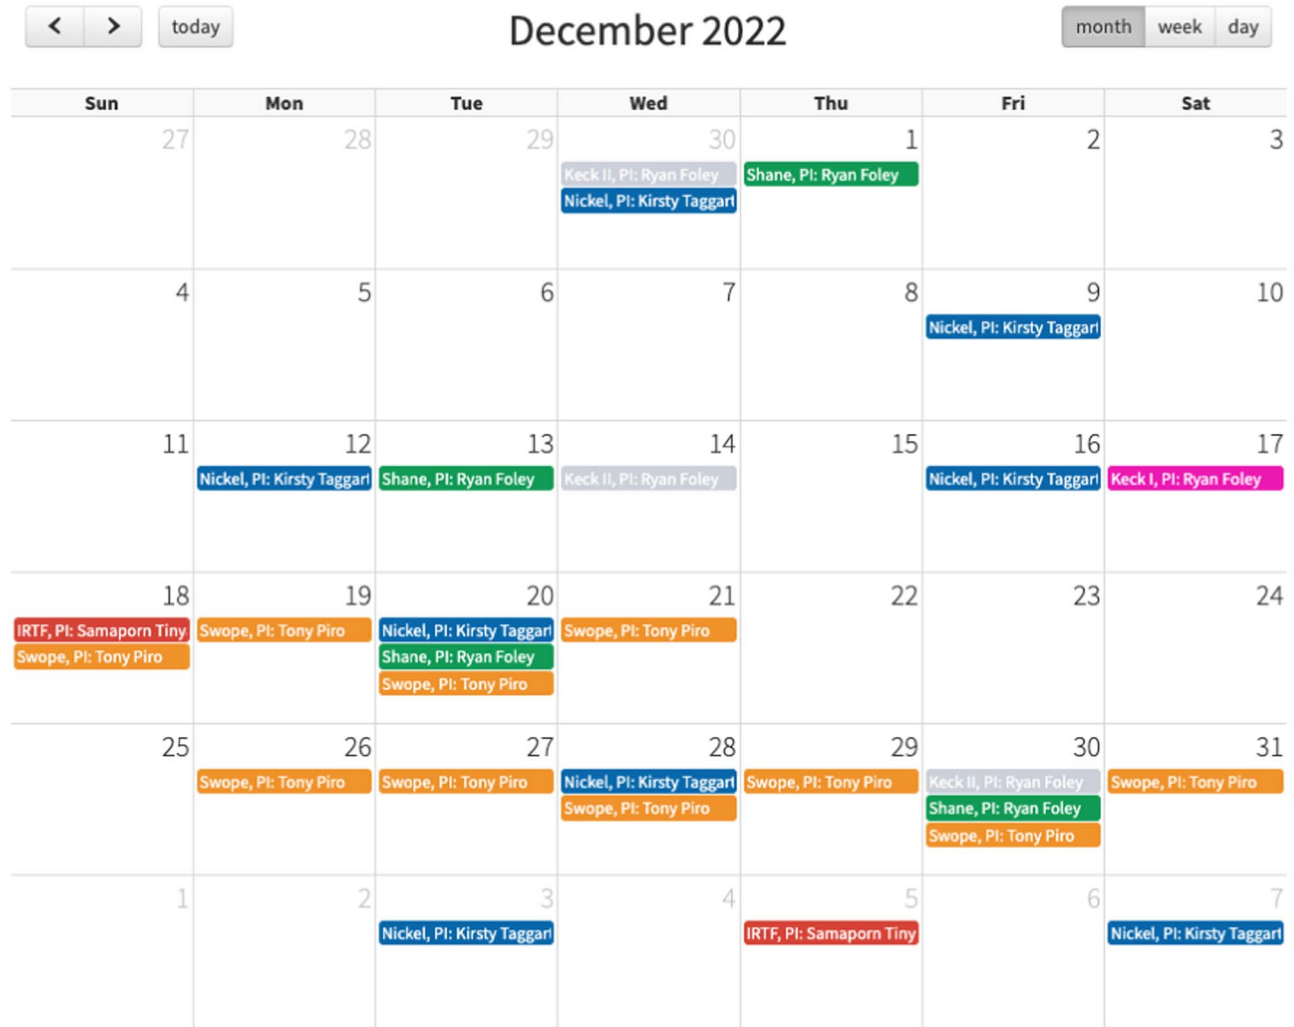 today
December 2022
month week day
Sun Mon Tue Wed Thu Fri Sat
27 28 29 30 1 2 3
Keck II, PI: Ryan Foley Shane, PI: Ryan Foley
Nickel, PI: Kirsty Taggart
4 5 6 7 8 9 10
Nickel, PI: Kirsty Taggart
11 12 13 14 15 16 17
Nickel, PI: Kirsty Taggart Shane, PI: Ryan Foley Keck II, PI: Ryan Foley Nickel, PI: Kirsty Taggart Keck I, PI: Ryan Foley
18 19 20 21 22 23 24
IRTF, PI: Samaporn Tiny Swope, PI: Tony Piro Nickel, PI: Kirsty Taggart Swope, PI: Tony Piro
Swope, PI: Tony Piro Shane, PI: Ryan Foley
Swope, PI: Tony Piro
25 26 27 28 29 30 31
Swope, PI: Tony Piro Swope, PI: Tony Piro Nickel, PI: Kirsty Taggart Swope, PI: Tony Piro Keck II, PI: Ryan Foley Swope, PI: Tony Piro
Swope, PI: Tony Piro Shane, PI: Ryan Foley
Swope, PI: Tony Piro
1 2 3 4 5 6 7
Nickel, PI: Kirsty Taggart IRTF, PI: Samaporn Tiny Nickel, PI: Kirsty Taggart